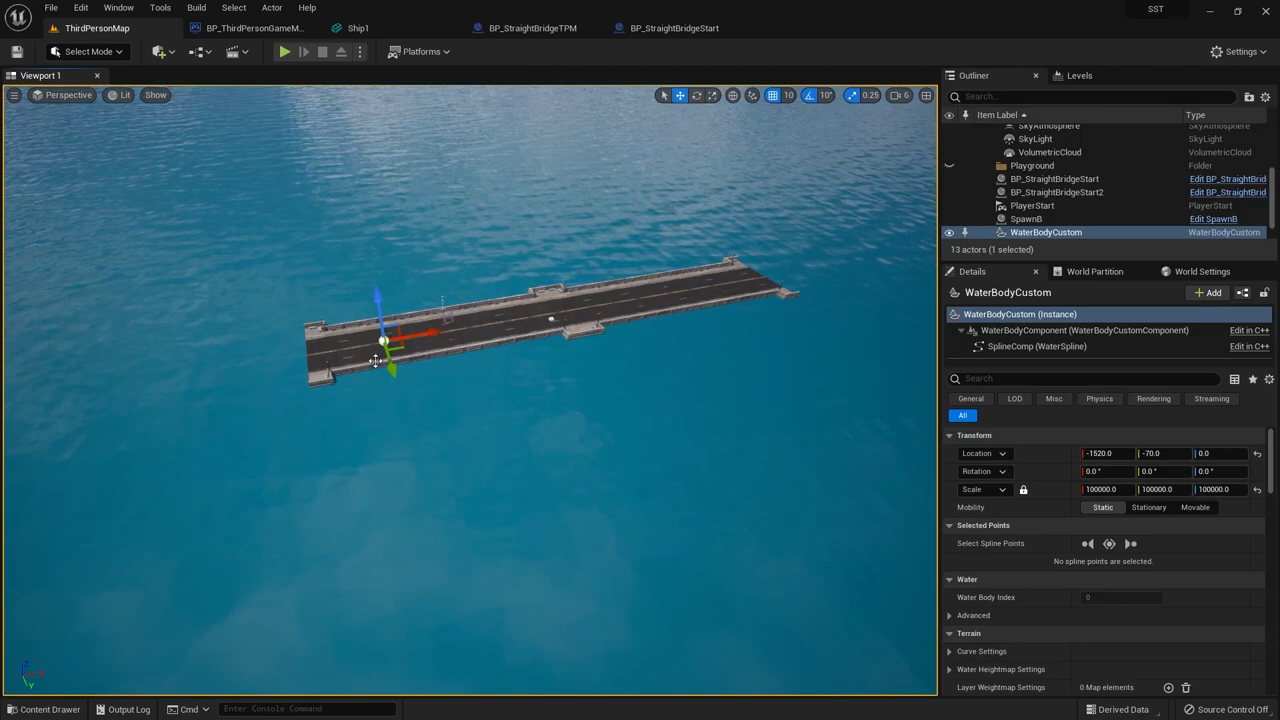 File Edit Window Tools Build Select Actor Help
SST
ThirdPersonMap BP_ThirdPersonGameM... Ship1 BP_StraightBridgeTPM BP_StraightBridgeStart
Select Mode Platforms Settings
Viewport 1
Perspective Lit Show 10 10° 0.25 6
Outliner Levels
Search...
Item Label Type
SkyAtmosphere SkyAtmosphere
SkyLight SkyLight
VolumetricCloud VolumetricCloud
Playground Folder
BP_StraightBridgeStart Edit BP_StraightBrid
BP_StraightBridgeStart2 Edit BP_StraightBrid
PlayerStart PlayerStart
SpawnB Edit SpawnB
WaterBodyCustom WaterBodyCustom
13 actors (1 selected)
Details World Partition World Settings
WaterBodyCustom Add
WaterBodyCustom (Instance)
WaterBodyComponent (WaterBodyCustomComponent) Edit in C++
SplineComp (WaterSpline) Edit in C++
Search
General LOD Misc Physics Rendering Streaming
All
Transform
Location -1520.0 -70.0 0.0
Rotation 0.0 ° 0.0 ° 0.0 °
Scale 100000.0 100000.0 100000.0
Mobility Static Stationary Movable
Selected Points
Select Spline Points
No spline points are selected.
Water
Water Body Index 0
Advanced
Terrain
Curve Settings
Water Heightmap Settings
Layer Weightmap Settings 0 Map elements
Z
Y
Content Drawer Output Log Cmd Enter Console Command Derived Data Source Control Off